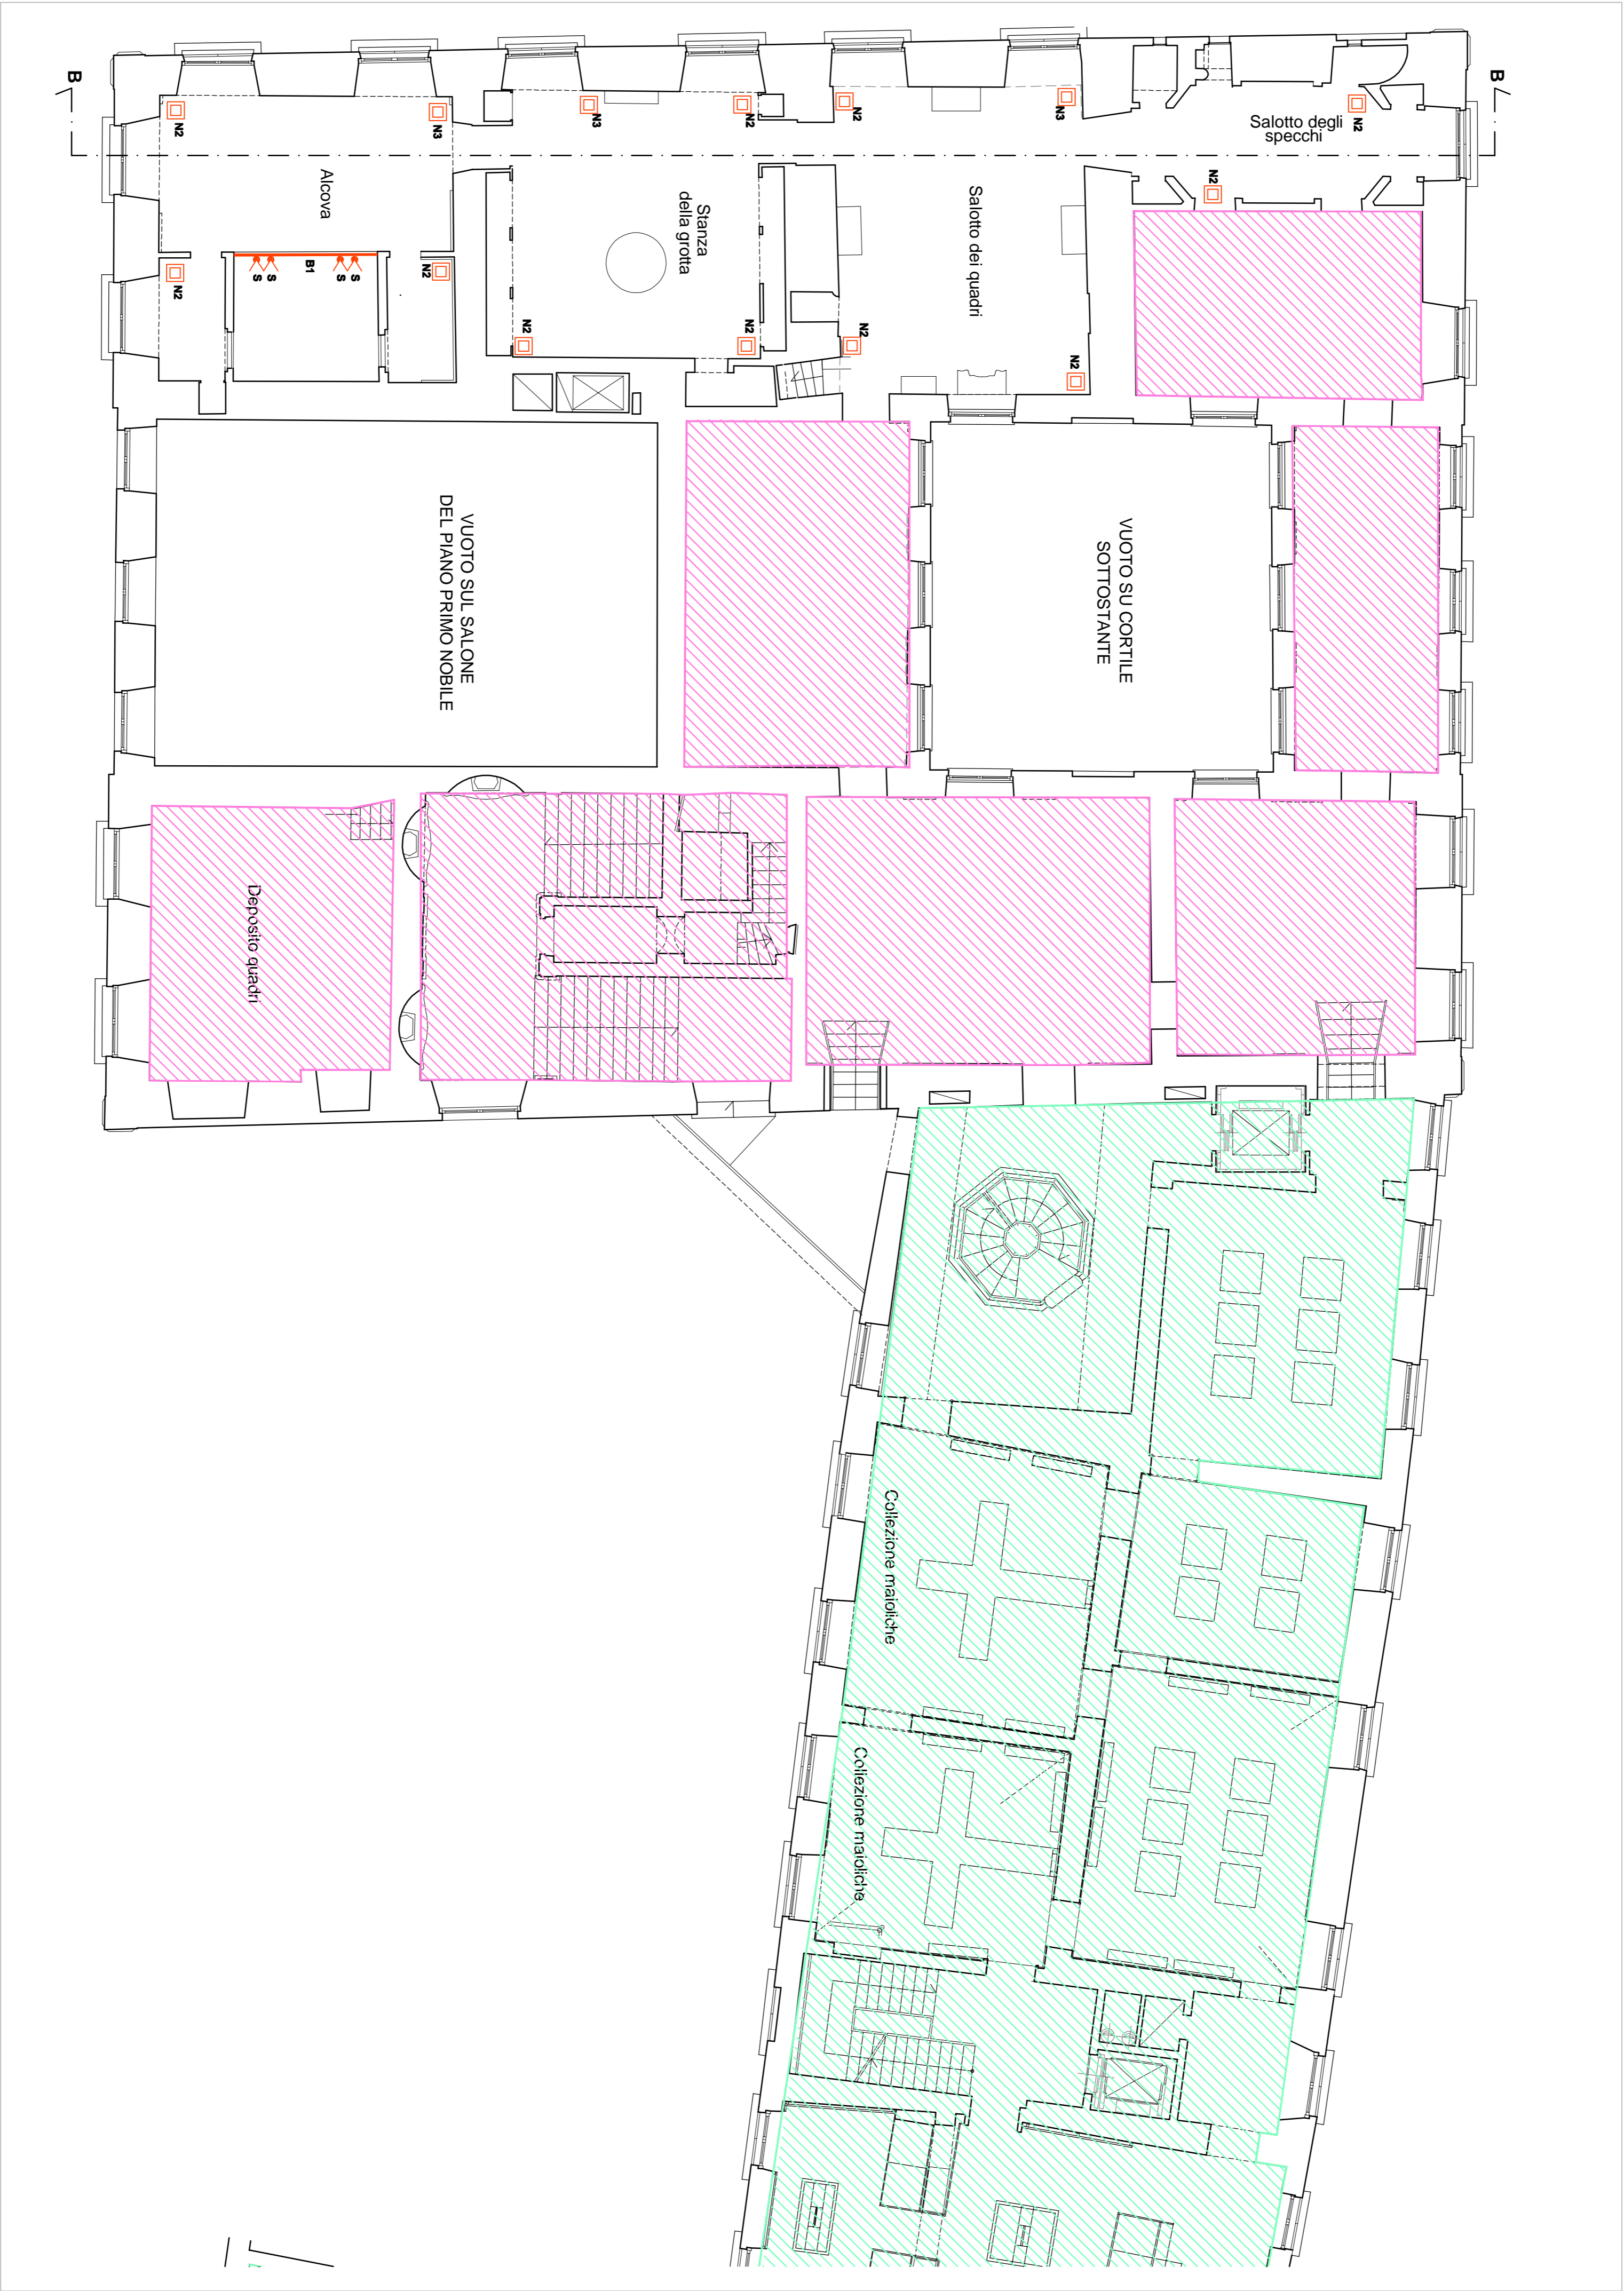 B
B
N2
N3
N3
N2
N2
N3
Salotto degli
specchi
N2
N2
Alcova
Stanza
della grotta
Salotto dei quadri
N2
S
S
B1
S
S
N2
N2
N2
N2
N2
VUOTO SUL SALONE
DEL PIANO PRIMO NOBILE
VUOTO SU CORTILE
SOTTOSTANTE
Deposito quadri
Collezione maioliche
Collezione maioliche